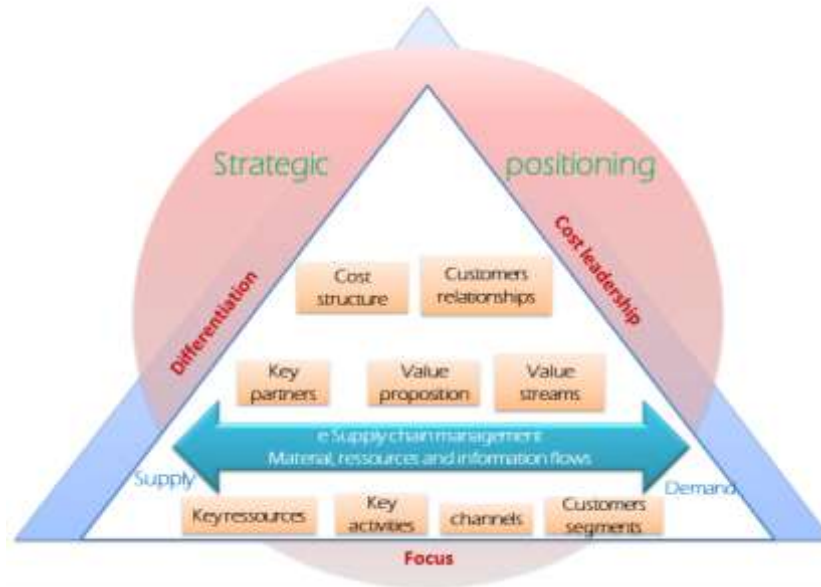 Strategic positioning
Differentiation
Cost leadership
Cost
structure
Customers
relationships
Key
partners
Value
proposition
Value
streams
e Supply chain management
Material, ressources and information flows
Supply
Demand
Key ressources
Key
activities
channels
Customers
segments
Focus